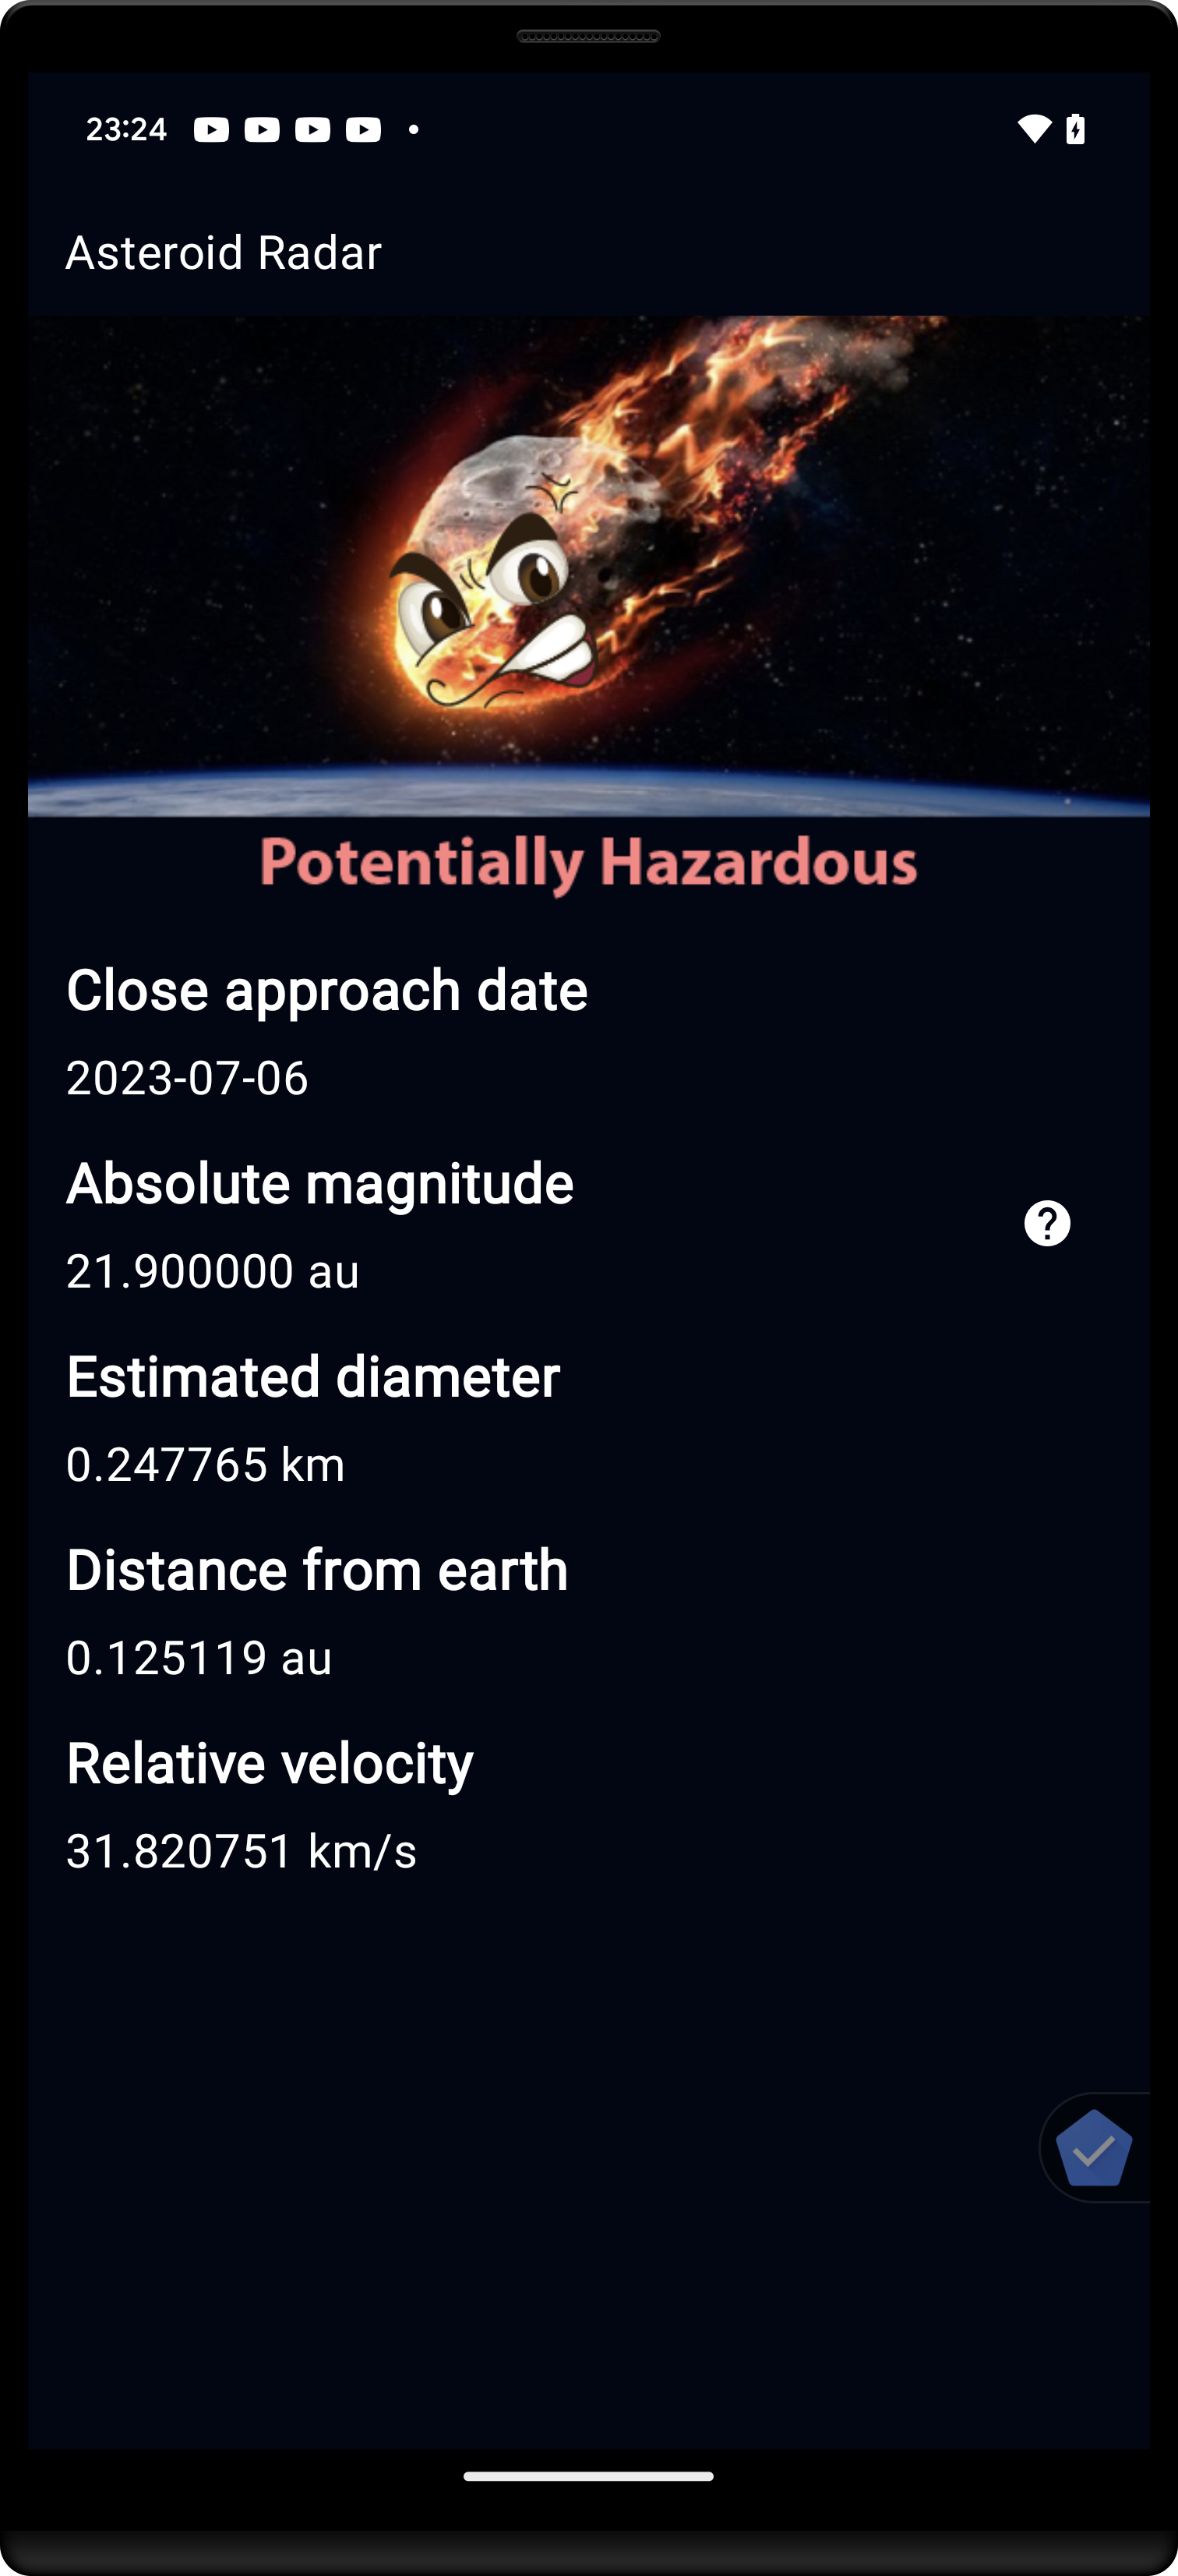 23:24
Asteroid Radar
Potentially Hazardous
Close approach date
2023-07-06
Absolute magnitude
21.900000 au
Estimated diameter
0.247765 km
Distance from earth
0.125119 au
Relative velocity
31.820751 km/s